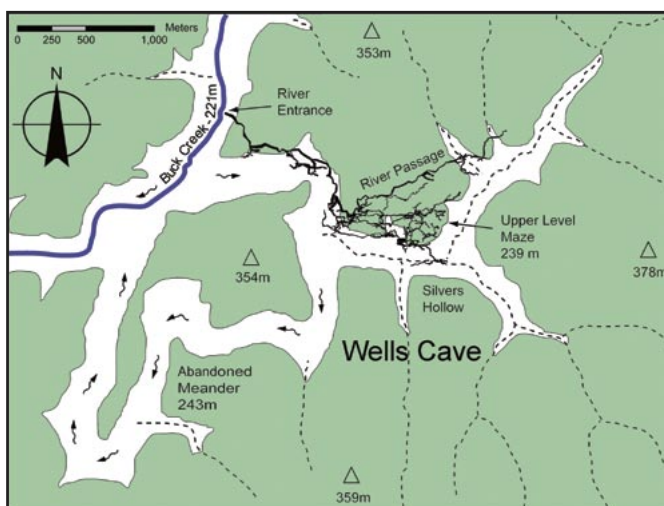 Meters
0 250 500 1,000
N
353m
River
Entrance
Buck Creek - 221m
River Passage
Upper Level
Maze
239 m
354m
378m
Silvers
Hollow
Wells Cave
Abandoned
Meander
243m
359m